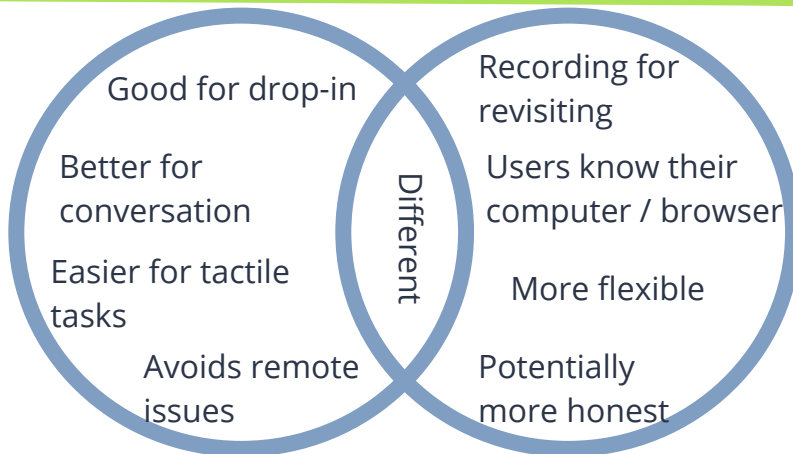 Good for drop-in
Better for
conversation
Easier for tactile
tasks
Avoids remote
issues
Different
Recording for
revisiting
Users know their
computer / browser
More flexible
Potentially
more honest